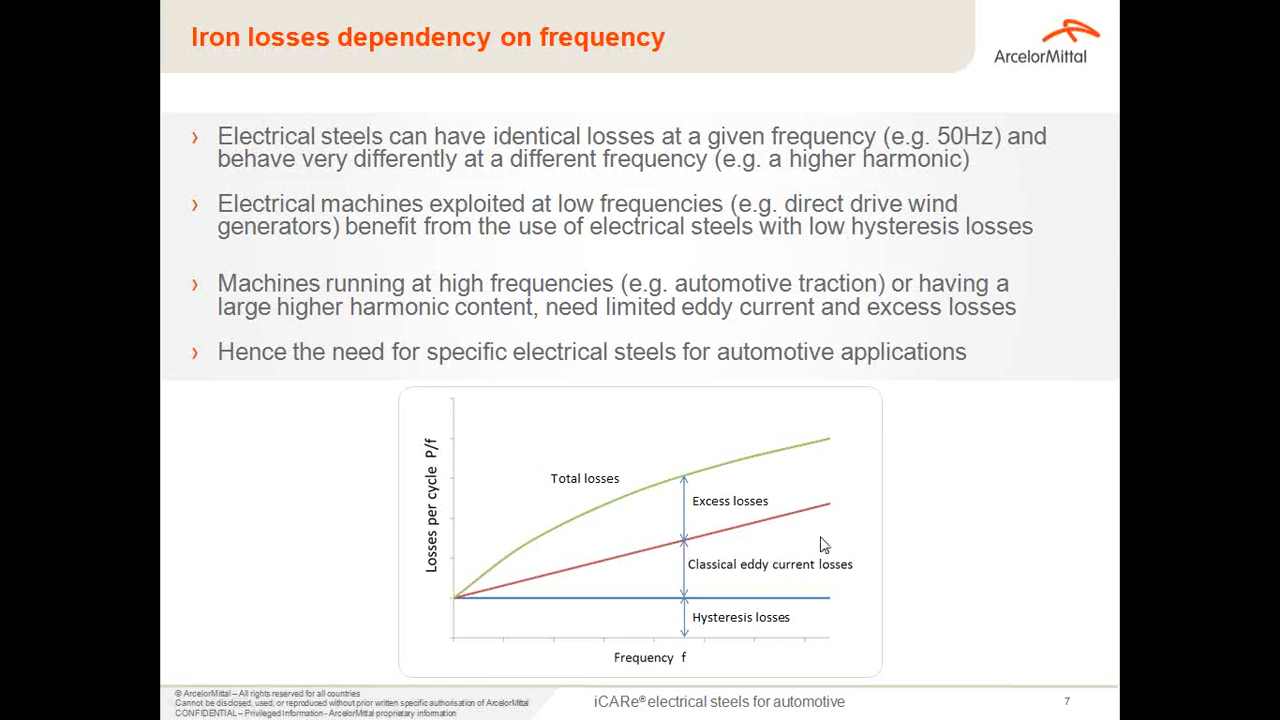 Iron losses dependency on frequency
ArcelorMittal
› Electrical steels can have identical losses at a given frequency (e.g. 50Hz) and
behave very differently at a different frequency (e.g. a higher harmonic)
› Electrical machines exploited at low frequencies (e.g. direct drive wind
generators) benefit from the use of electrical steels with low hysteresis losses
› Machines running at high frequencies (e.g. automotive traction) or having a
large higher harmonic content, need limited eddy current and excess losses
› Hence the need for specific electrical steels for automotive applications
Losses per cycle P/f
Total losses
Excess losses
Classical eddy current losses
Hysteresis losses
Frequency f
© ArcelorMittal – All rights reserved for all countries
Cannot be disclosed, used, or reproduced without prior written specific authorisation of ArcelorMittal
CONFIDENTIAL – Privileged Information - ArcelorMittal proprietary information
iCARe® electrical steels for automotive
7